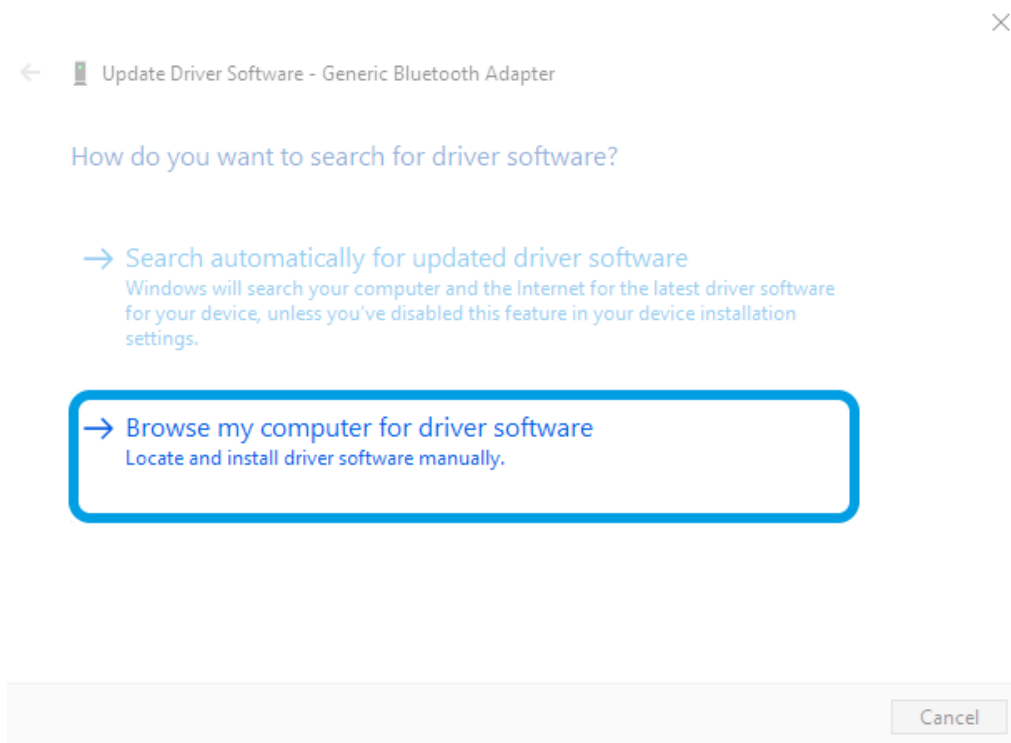 Update Driver Software - Generic Bluetooth Adapter
How do you want to search for driver software?
Search automatically for updated driver software
Windows will search your computer and the Internet for the latest driver software
for your device, unless you've disabled this feature in your device installation
settings.
Browse my computer for driver software
Locate and install driver software manually.
Cancel